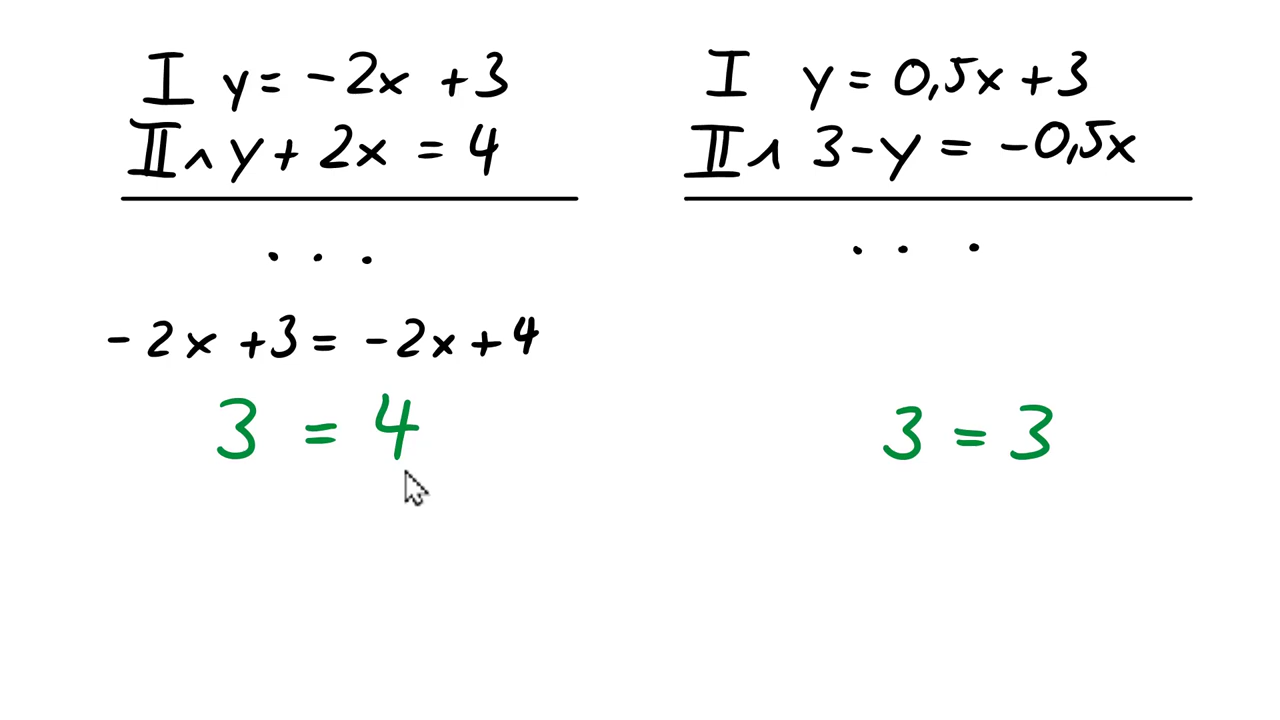 I y = -2x + 3
II ∧ y + 2x = 4
. . .
-2x + 3 = -2x + 4
3 = 4
I y = 0,5x + 3
II ∧ 3 - y = -0,5x
. . .
3 = 3